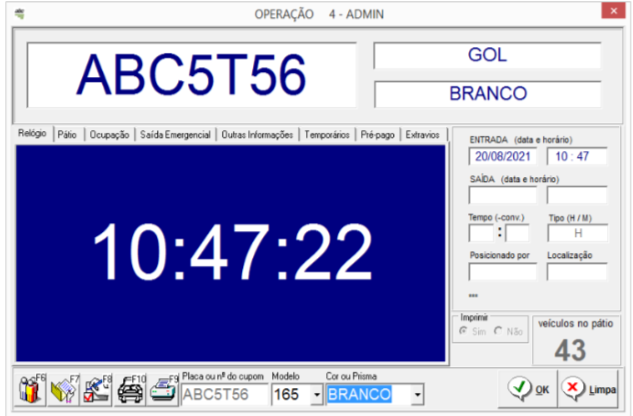 OPERAÇÃO 4 - ADMIN
ABC5T56
GOL
BRANCO
Relógio Pátio Ocupação Saída Emergencial Outras Informações Temporários Pré-pago Extravios
10:47:22
ENTRADA (data e horário)
20/08/2021 10 : 47
SAÍDA (data e horário)
Tempo (-conv.) Tipo (H / M)
: H
Posicionado por Localização
***
Imprimir
Sim Não
veículos no pátio
43
F6 F7 F8 F10 F9
Placa ou nº do cupom Modelo Cor ou Prisma
ABC5T56 165 BRANCO
OK Limpa